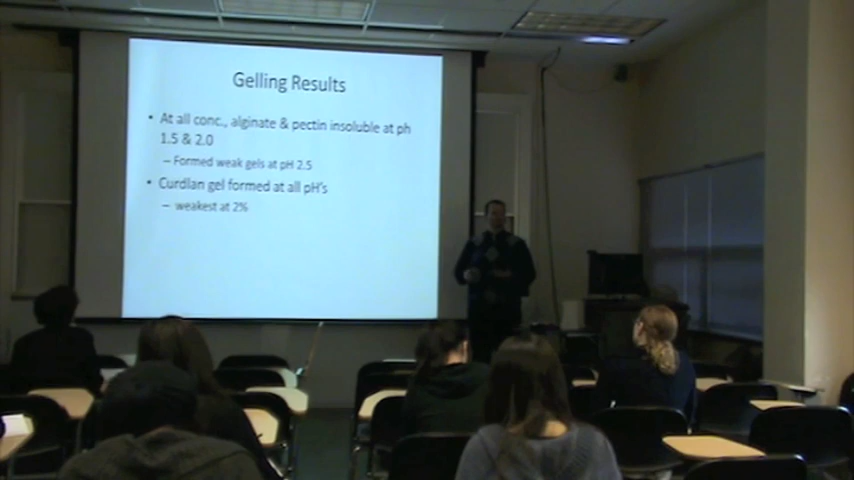 Gelling Results
• At all conc., alginate & pectin insoluble at ph
1.5 & 2.0
– Formed weak gels at pH 2.5
• Curdlan gel formed at all pH's
– weakest at 2%